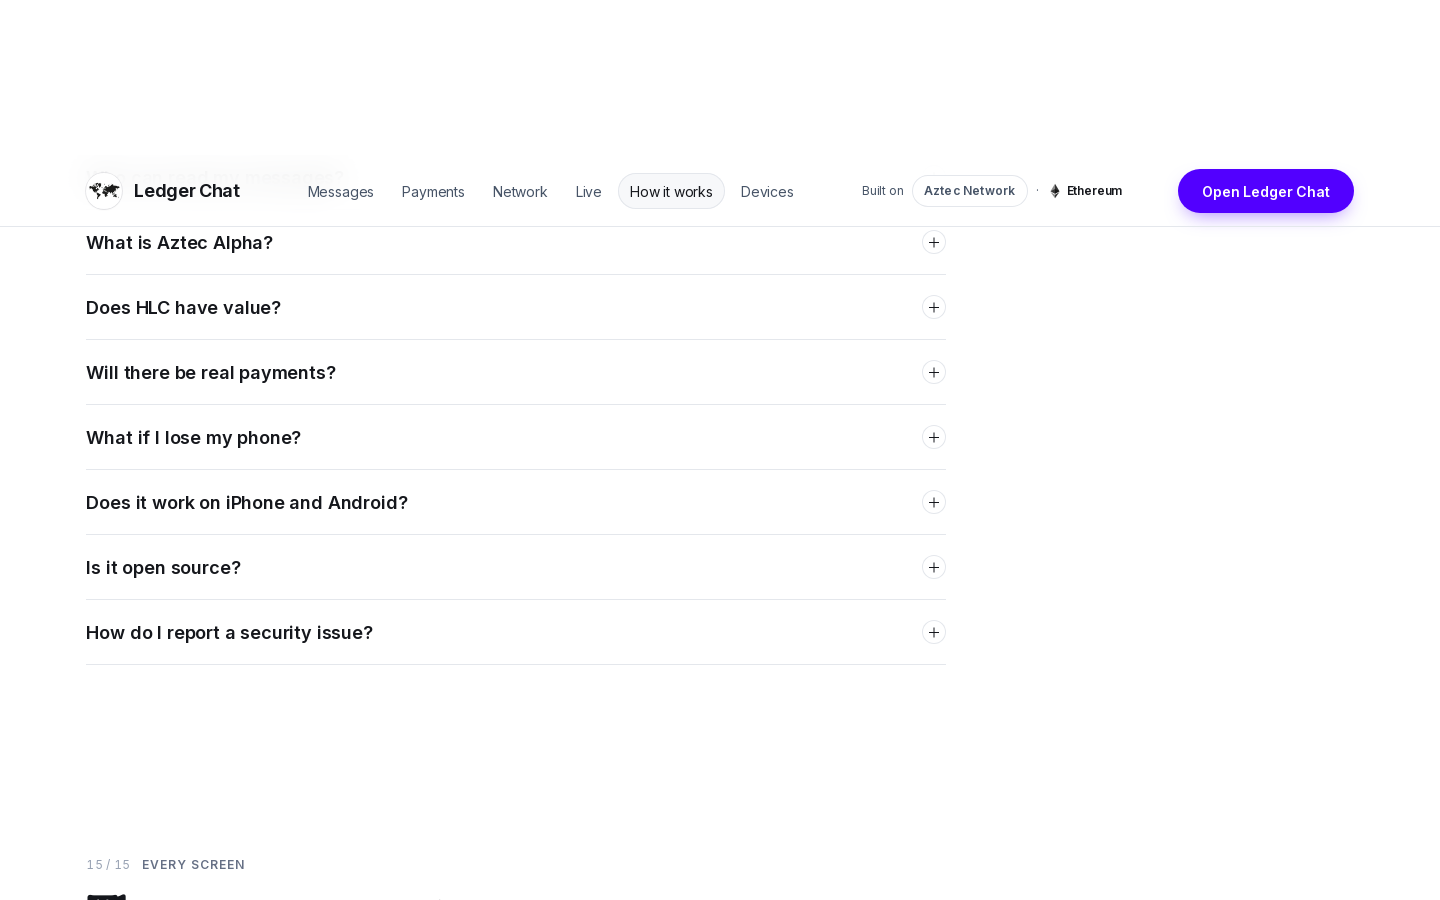 Ledger Chat
Messages
Payments
Network
Live
How it works
Devices
Built on
Aztec Network
·
Ethereum
Open Ledger Chat
What is Aztec Alpha?
Does HLC have value?
Will there be real payments?
What if I lose my phone?
Does it work on iPhone and Android?
Is it open source?
How do I report a security issue?
15 / 15 EVERY SCREEN